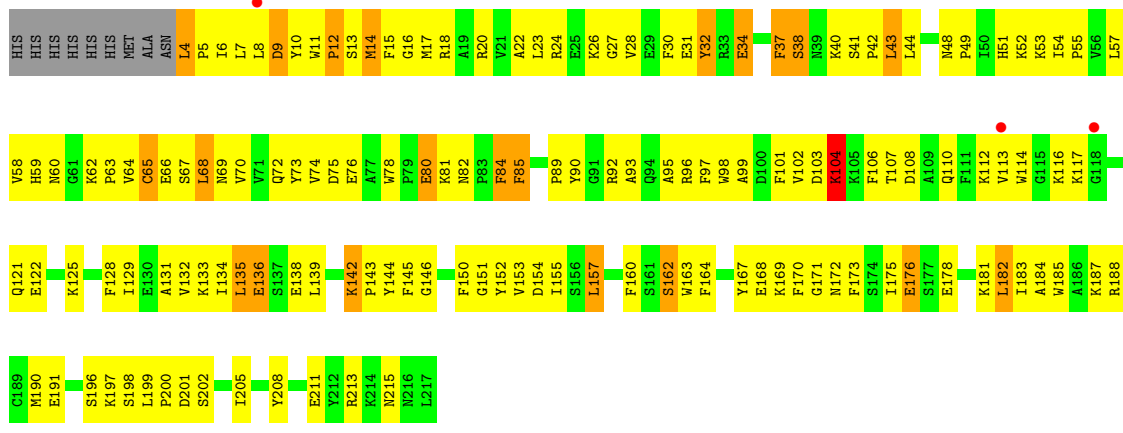 HIS HIS HIS HIS HIS HIS MET ALA ASN L4 P5 I6 L7 L8 D9 Y10 W11 P12 S13 M14 F15 G16 M17 R18 A19 R20 V21 A22 L23 R24 E25 K26 G27 V28 E29 F30 E31 Y32 R33 E34 F37 S38 N39 K40 S41 P42 L43 L44 N48 P49 I50 H51 K52 K53 I54 P55 V56 L57
V58 H59 N60 G61 K62 P63 V64 C65 E66 S67 L68 N69 V70 V71 Q72 Y73 V74 D75 E76 A77 W78 P79 E80 K81 N82 P83 F84 F85 P89 Y90 G91 R92 A93 Q94 A95 R96 F97 W98 A99 D100 F101 V102 D103 K104 K105 F106 T107 D108 A109 Q110 F111 K112 V113 W114 G115 K116 K117 G118
Q121 E122 K125 F128 I129 E130 A131 V132 K133 I134 L135 E136 S137 E138 L139 K142 P143 Y144 F145 G146 F150 G151 Y152 V153 D154 I155 S156 L157 F160 S161 S162 W163 F164 Y167 E168 K169 F170 G171 N172 F173 S174 I175 E176 S177 E178 K181 L182 I183 A184 W185 A186 K187 R188
C189 M190 E191 S196 K197 S198 L199 P200 D201 S202 I205 Y208 E211 Y212 R213 K214 N215 N216 L217